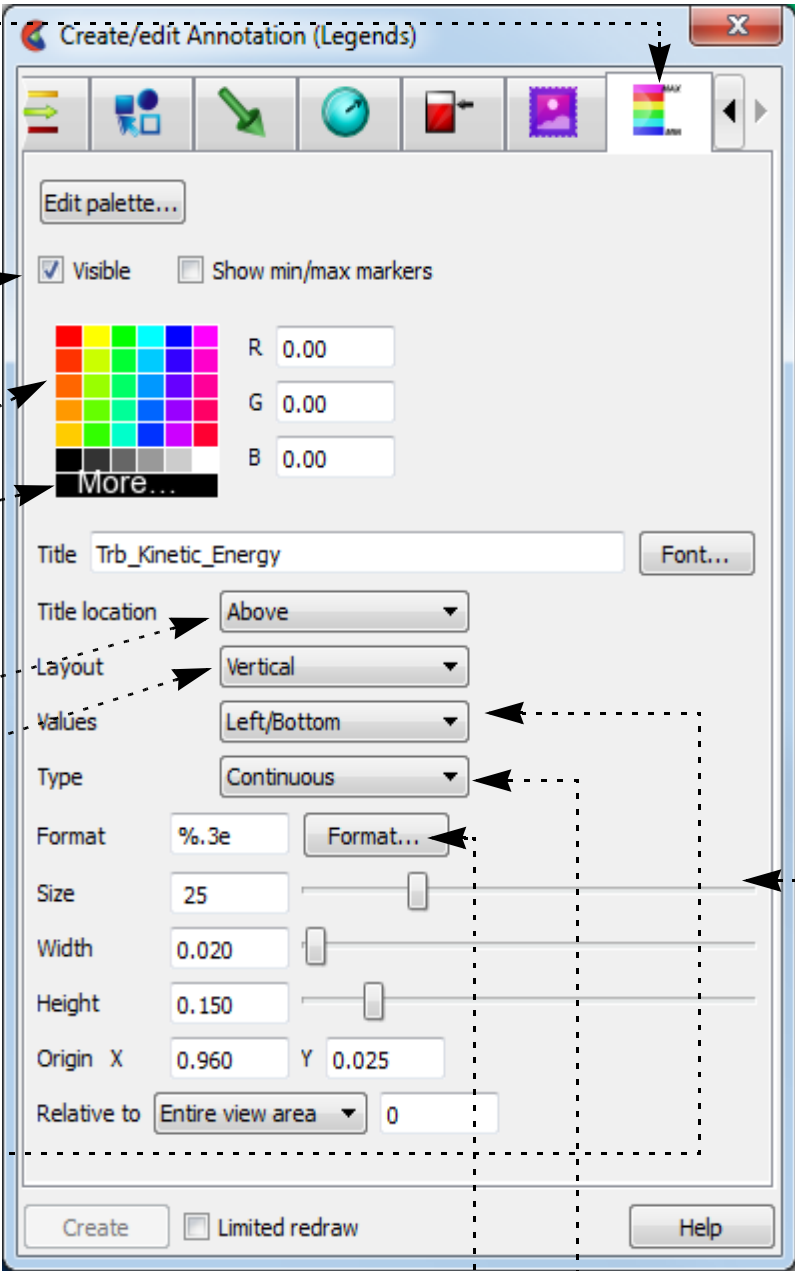 Create/edit Annotation (Legends)
MAX
MIN
Edit palette...
Visible
Show min/max markers
R 0.00
G 0.00
B 0.00
More...
Title Trb_Kinetic_Energy Font...
Title location Above
Layout Vertical
Values Left/Bottom
Type Continuous
Format %.3e Format...
Size 25
Width 0.020
Height 0.150
Origin X 0.960 Y 0.025
Relative to Entire view area 0
Create Limited redraw Help